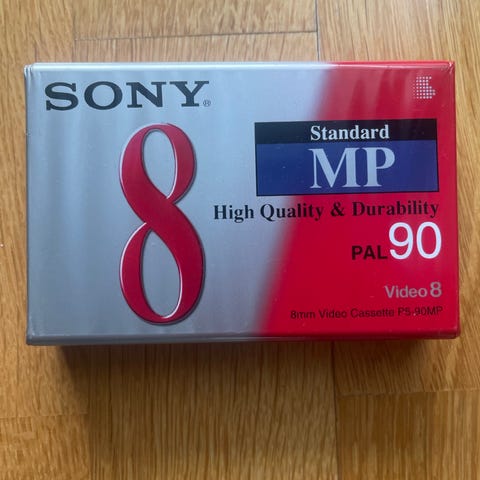 SONY®
8
Standard
MP
High Quality & Durability
PAL 90
Video 8
8mm Video Cassette P5-90MP